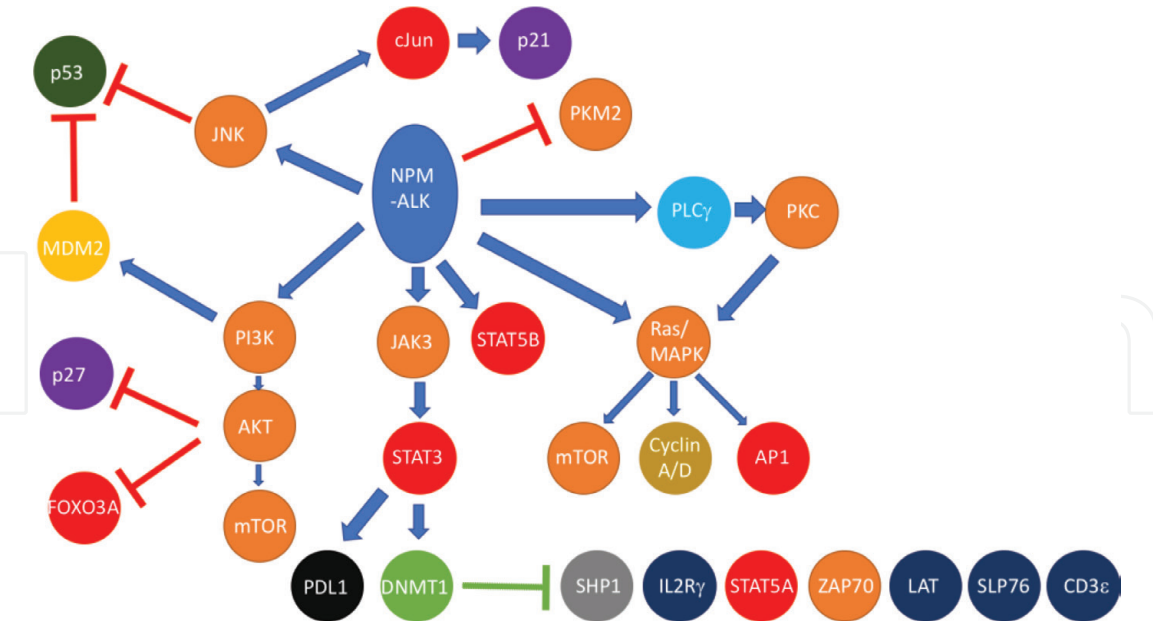 cJun
p21
p53
PKM2
JNK
NPM
-ALK
PLCγ
PKC
MDM2
PI3K
JAK3
STAT5B
Ras/
MAPK
p27
AKT
STAT3
mTOR
Cyclin
A/D
AP1
FOXO3A
mTOR
PDL1
DNMT1
SHP1
IL2Rγ
STAT5A
ZAP70
LAT
SLP76
CD3ε